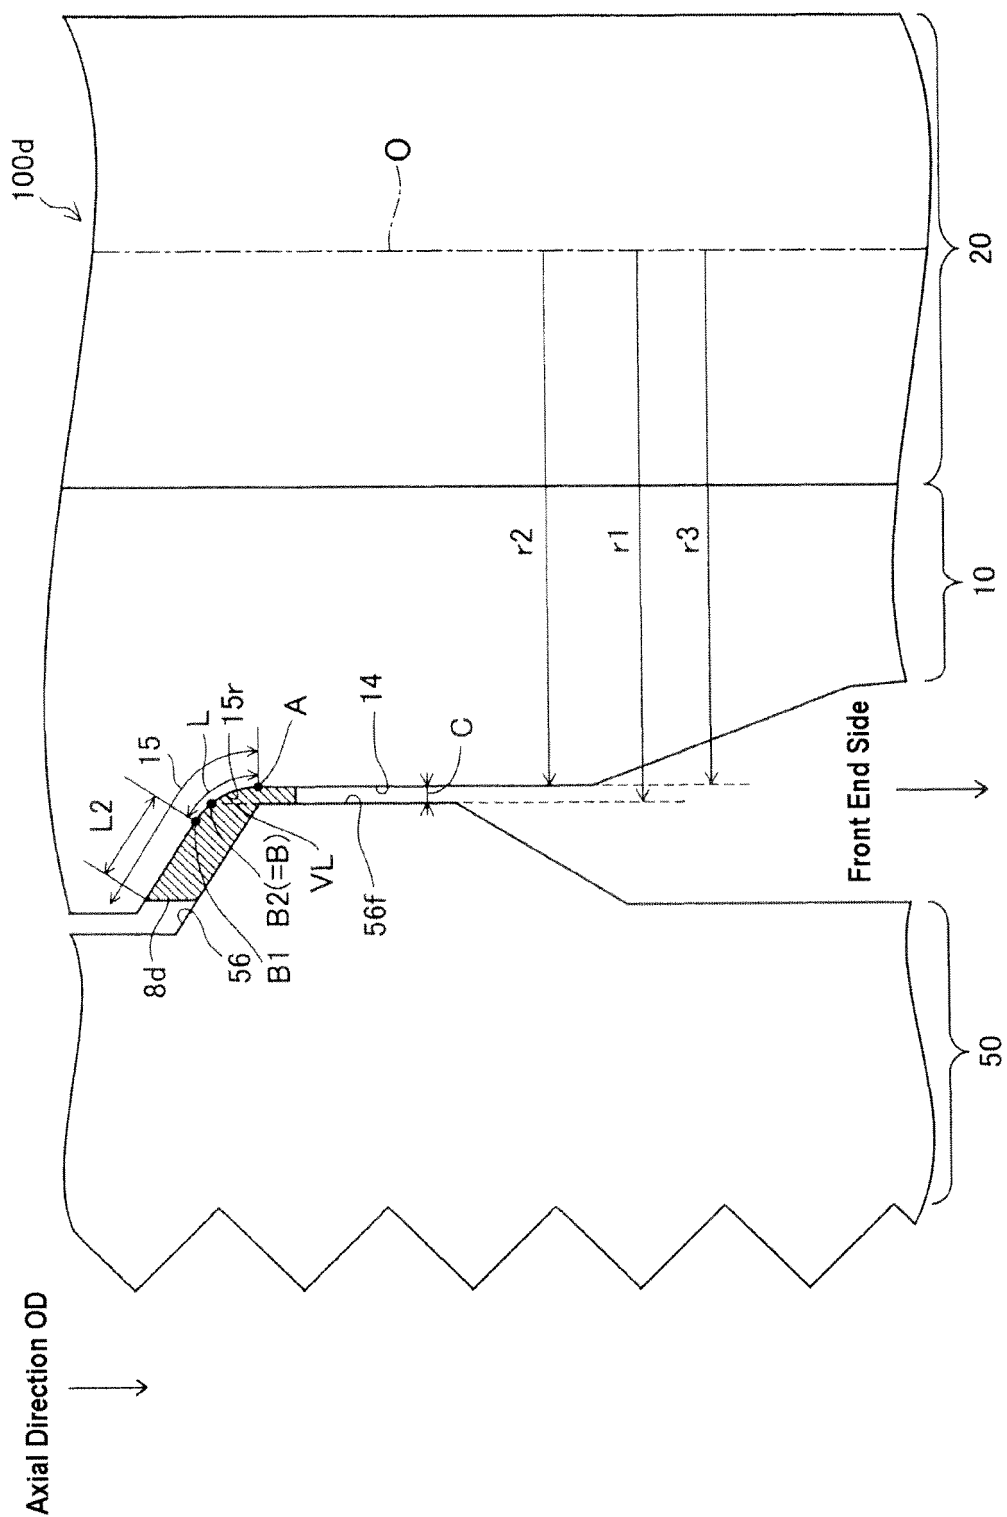 100d
O
20
r2
r1
r3
10
15
L
15r
A
14
C
L2
8d
56
B1
B2(=B)
VL
56f
Front End Side
50
Axial Direction OD